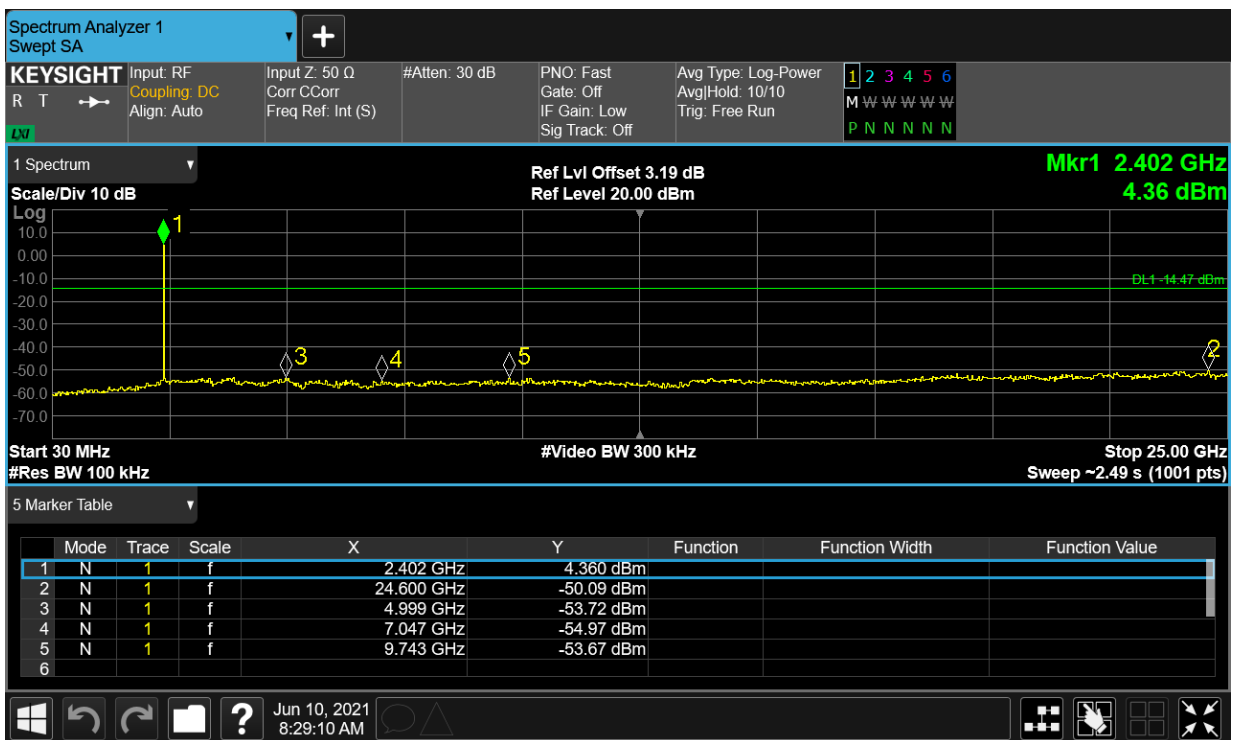 Spectrum Analyzer 1
Swept SA
KEYSIGHT
R T
LXI
Input: RF
Coupling: DC
Align: Auto
Input Z: 50 Ω
Corr CCorr
Freq Ref: Int (S)
#Atten: 30 dB
PNO: Fast
Gate: Off
IF Gain: Low
Sig Track: Off
Avg Type: Log-Power
Avg|Hold: 10/10
Trig: Free Run
1 2 3 4 5 6
M W W W W W
P N N N N N
1 Spectrum
Scale/Div 10 dB
Ref Lvl Offset 3.19 dB
Ref Level 20.00 dBm
Mkr1 2.402 GHz
4.36 dBm
Log
10.0
0.00
-10.0
-20.0
-30.0
-40.0
-50.0
-60.0
-70.0
1
DL1 -14.47 dBm
3
4
5
2
Start 30 MHz
#Video BW 300 kHz
Stop 25.00 GHz
#Res BW 100 kHz
Sweep ~2.49 s (1001 pts)
5 Marker Table
Mode Trace Scale X Y Function Function Width Function Value
1 N 1 f 2.402 GHz 4.360 dBm
2 N 1 f 24.600 GHz -50.09 dBm
3 N 1 f 4.999 GHz -53.72 dBm
4 N 1 f 7.047 GHz -54.97 dBm
5 N 1 f 9.743 GHz -53.67 dBm
6
?
Jun 10, 2021
8:29:10 AM